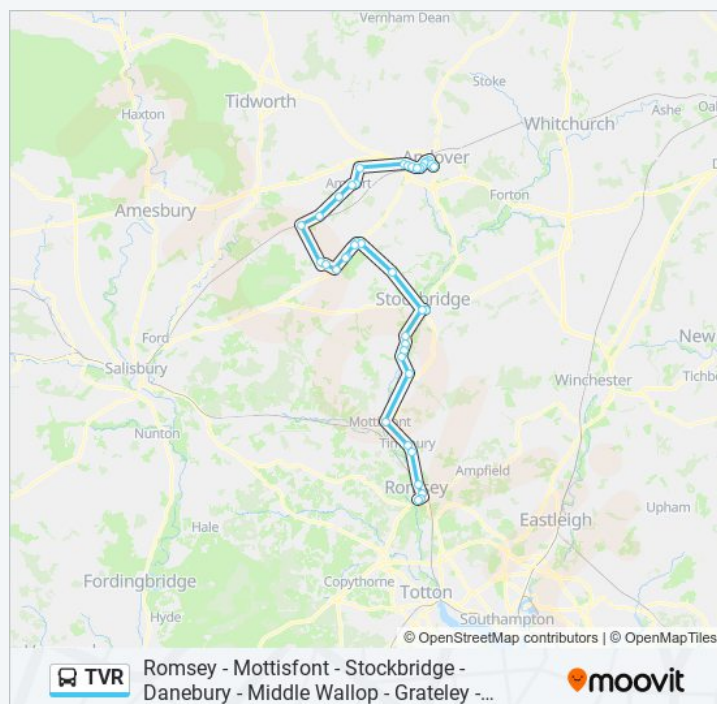 Vernham Dean
Stoke
Tidworth
Haxton
Whitchurch
Ashe
Andover
Amesbury
Forton
Stockbridge
Ford
Salisbury
New
Winchester
Tichb
Nunton
Mottisfont
Timsbury
Ampfield
Romsey
Upham
Eastleigh
Hale
Copythorne
Fordingbridge
Totton
Hyde
Southampton
© OpenStreetMap contributors | © OpenMapTiles
TVR
Romsey - Mottisfont - Stockbridge -
Danebury - Middle Wallop - Grateley -...
moovit